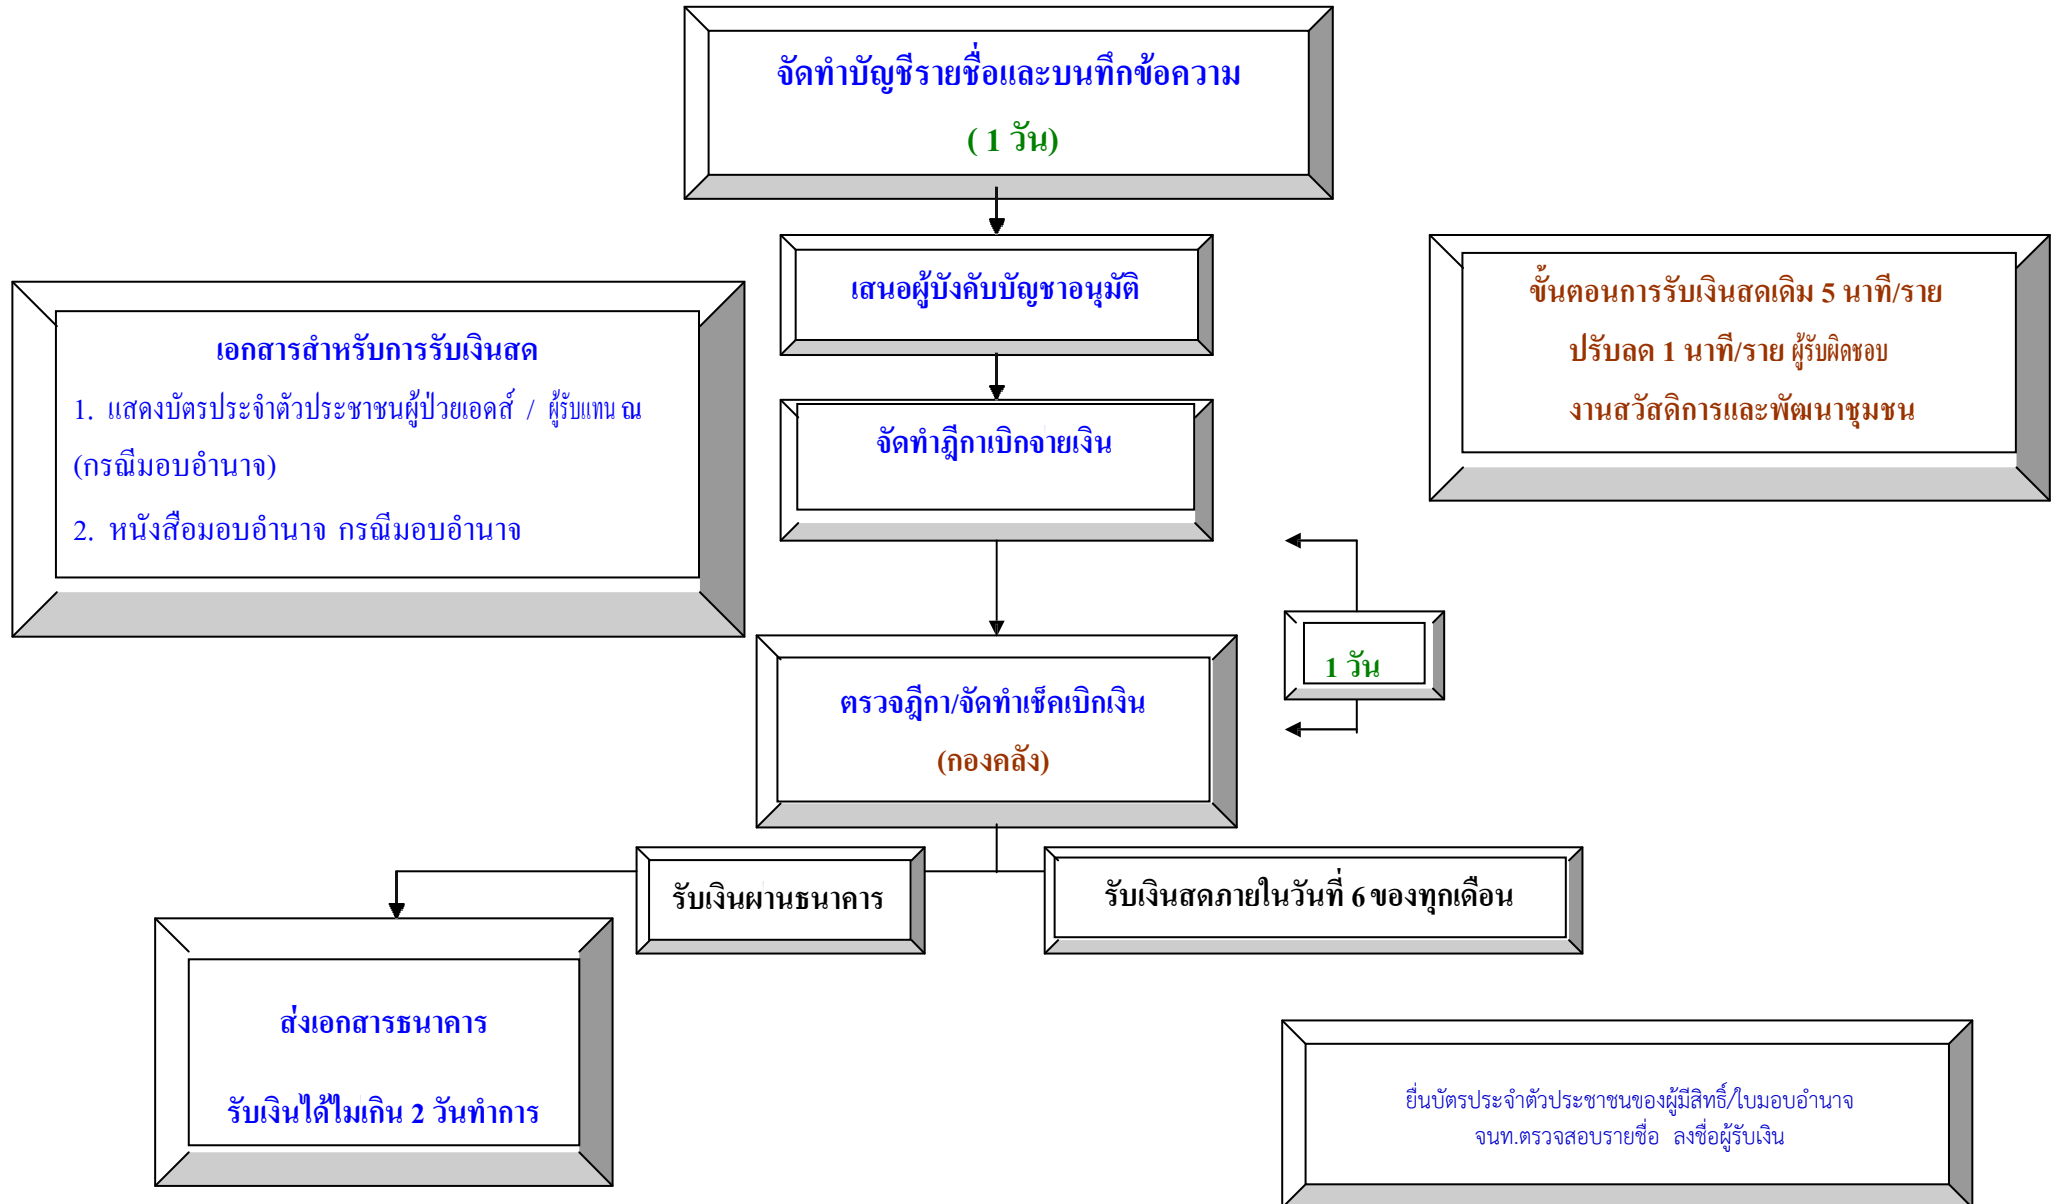 จัดทำบัญชีรายชื่อและบนทึกข้อความ
( 1 วัน)
เสนอผู้บังคับบัญชาอนุมัติ
ขั้นตอนการรับเงินสดเดิม 5 นาที/ราย
ปรับลด 1 นาที/ราย ผู้รับผิดชอบ
งานสวัสดิการและพัฒนาชุมชน
เอกสารสำหรับการรับเงินสด
1. แสดงบัตรประจำตัวประชาชนผู้ป่วยเอดส์ / ผู้รับแทน ณ
(กรณีมอบอำนาจ)
2. หนังสือมอบอำนาจ กรณีมอบอำนาจ
จัดทำฎีกาเบิกจ่ายเงิน
1 วัน
ตรวจฎีกา/จัดทำเช็คเบิกเงิน
(กองคลัง)
รับเงินผ่านธนาคาร
รับเงินสดภายในวันที่ 6 ของทุกเดือน
ส่งเอกสารธนาคาร
รับเงินได้ไม่เกิน 2 วันทำการ
ยื่นบัตรประจำตัวประชาชนของผู้มีสิทธิ์/ใบมอบอำนาจ
จนท.ตรวจสอบรายชื่อ ลงชื่อผู้รับเงิน